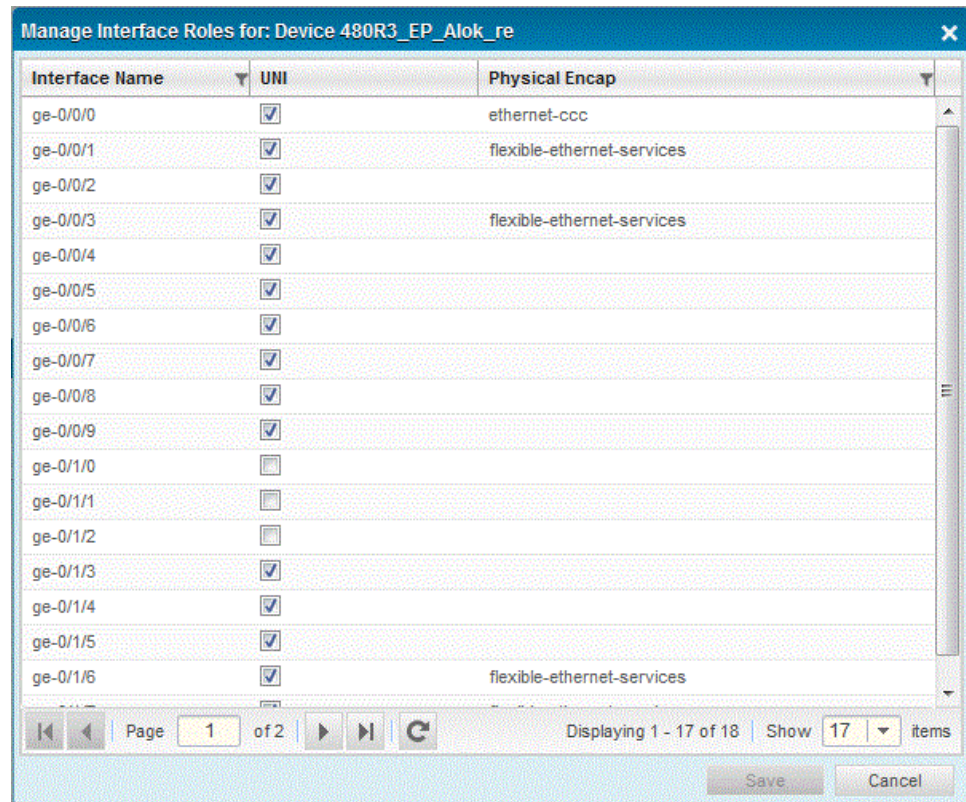 Manage Interface Roles for: Device 480R3_EP_Alok_re
Interface Name UNI Physical Encap
ge-0/0/0 ethernet-ccc
ge-0/0/1 flexible-ethernet-services
ge-0/0/2
ge-0/0/3 flexible-ethernet-services
ge-0/0/4
ge-0/0/5
ge-0/0/6
ge-0/0/7
ge-0/0/8
ge-0/0/9
ge-0/1/0
ge-0/1/1
ge-0/1/2
ge-0/1/3
ge-0/1/4
ge-0/1/5
ge-0/1/6 flexible-ethernet-services
Page 1 of 2 Displaying 1 - 17 of 18 Show 17 items
Save Cancel